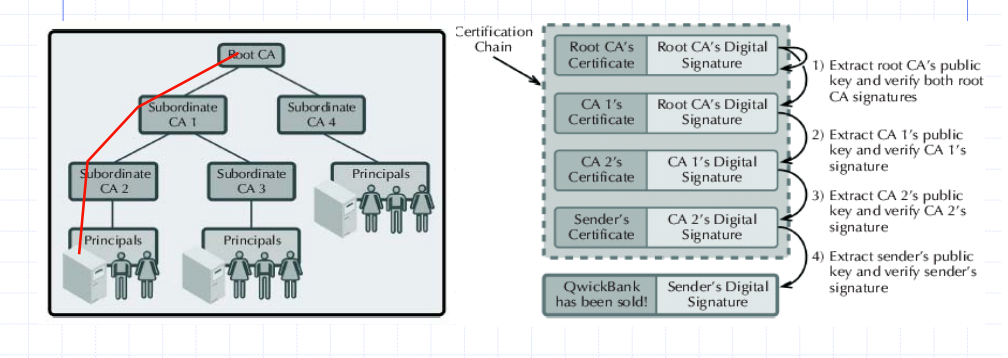 Root CA
Subordinate
CA 1
Subordinate
CA 4
Subordinate
CA 2
Subordinate
CA 3
Principals
Principals
Principals
Certification
Chain
Root CA's
Certificate
Root CA's Digital
Signature
CA 1's
Certificate
Root CA's Digital
Signature
CA 2's
Certificate
CA 1's Digital
Signature
Sender's
Certificate
CA 2's Digital
Signature
QwickBank
has been sold!
Sender's Digital
Signature
1) Extract root CA's public
key and verify both root
CA signatures
2) Extract CA 1's public
key and verify CA 1's
signature
3) Extract CA 2's public
key and verify CA 2's
signature
4) Extract sender's public
key and verify sender's
signature